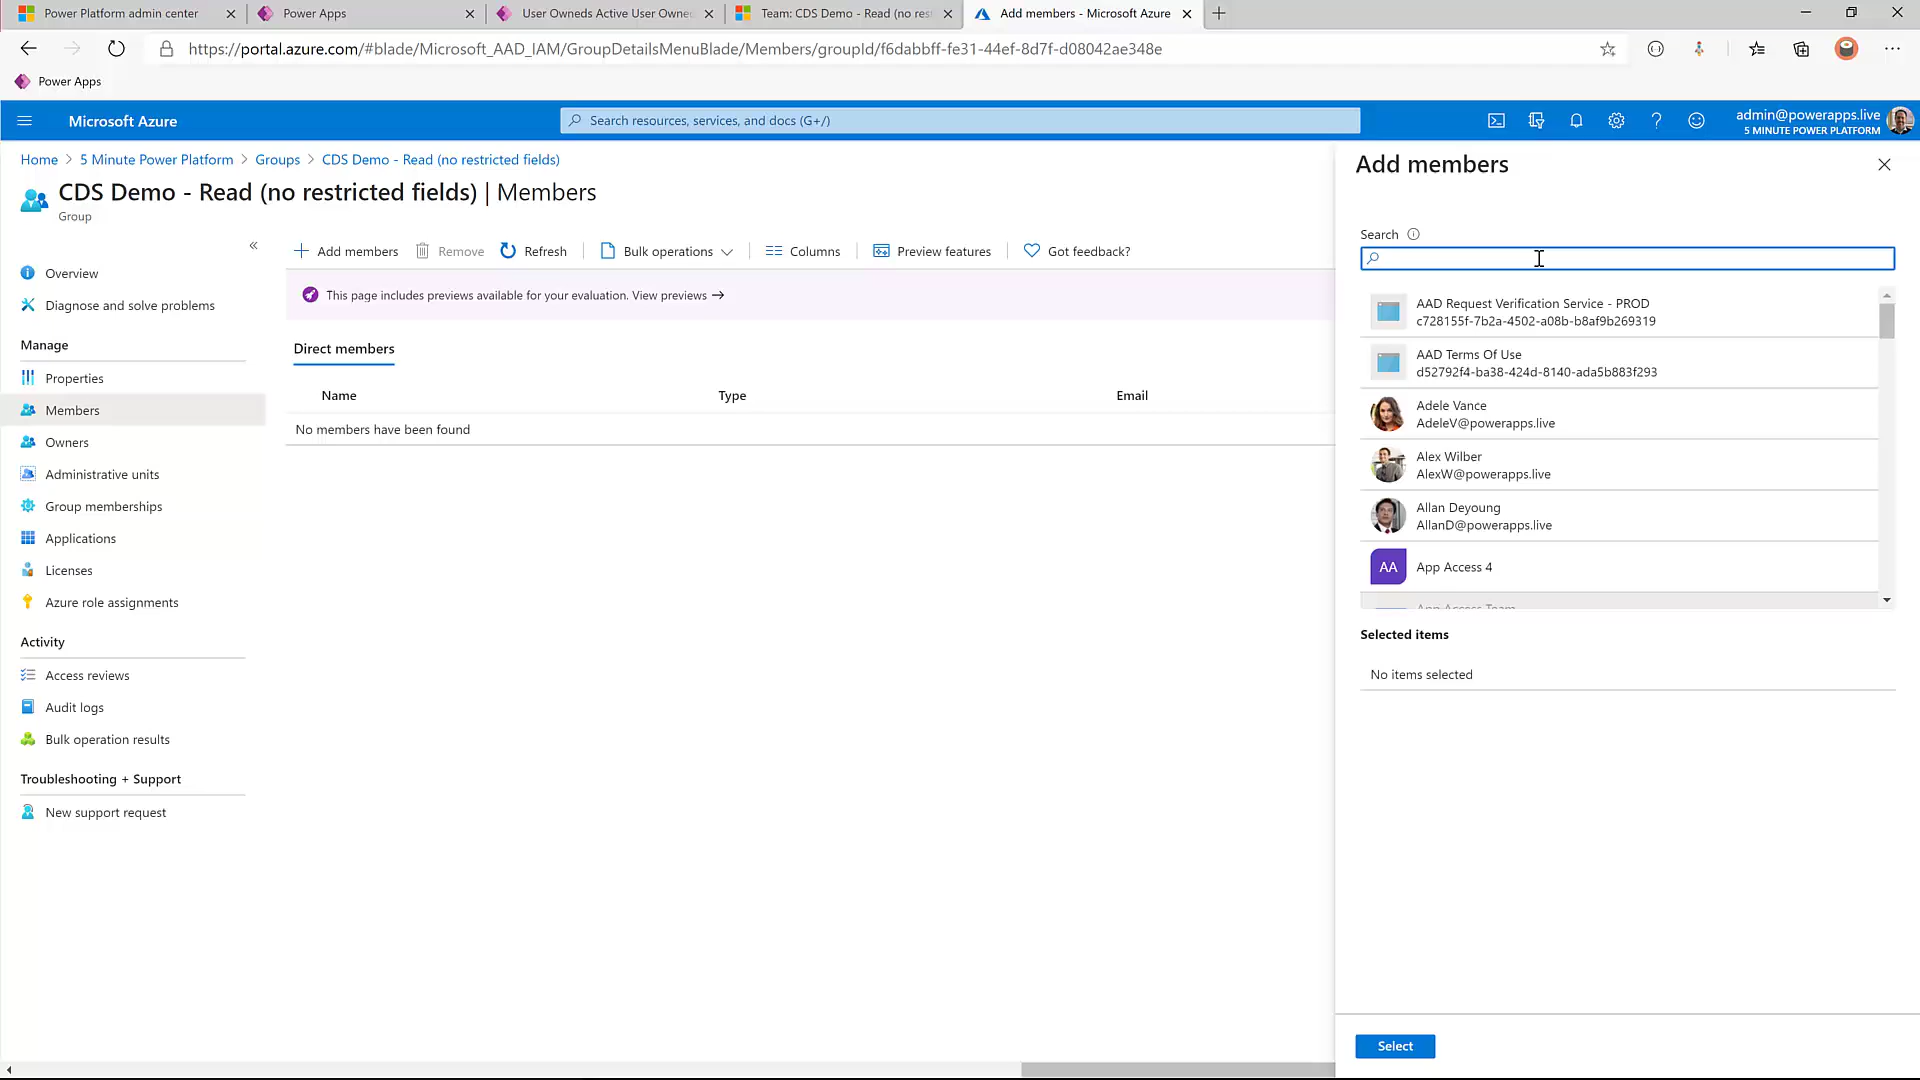 Power Platform admin center
Power Apps
User Owneds Active User Owne
Team: CDS Demo - Read (no res
Add members - Microsoft Azure
https://portal.azure.com/#blade/Microsoft_AAD_IAM/GroupDetailsMenuBlade/Members/groupId/f6dabbff-fe31-44ef-8d7f-d08042ae348e
Power Apps
Microsoft Azure
Search resources, services, and docs (G+/)
admin@powerapps.live
5 MINUTE POWER PLATFORM
Home > 5 Minute Power Platform > Groups > CDS Demo - Read (no restricted fields)
CDS Demo - Read (no restricted fields) | Members
Group
Overview
Diagnose and solve problems
Manage
Properties
Members
Owners
Administrative units
Group memberships
Applications
Licenses
Azure role assignments
Activity
Access reviews
Audit logs
Bulk operation results
Troubleshooting + Support
New support request
Add members
Remove
Refresh
Bulk operations
Columns
Preview features
Got feedback?
This page includes previews available for your evaluation. View previews →
Direct members
Name Type Email
No members have been found
Add members
Search
AAD Request Verification Service - PROD
c728155f-7b2a-4502-a08b-b8af9b269319
AAD Terms Of Use
d52792f4-ba38-424d-8140-ada5b883f293
Adele Vance
AdeleV@powerapps.live
Alex Wilber
AlexW@powerapps.live
Allan Deyoung
AllanD@powerapps.live
AA App Access 4
App Access Team
Selected items
No items selected
Select